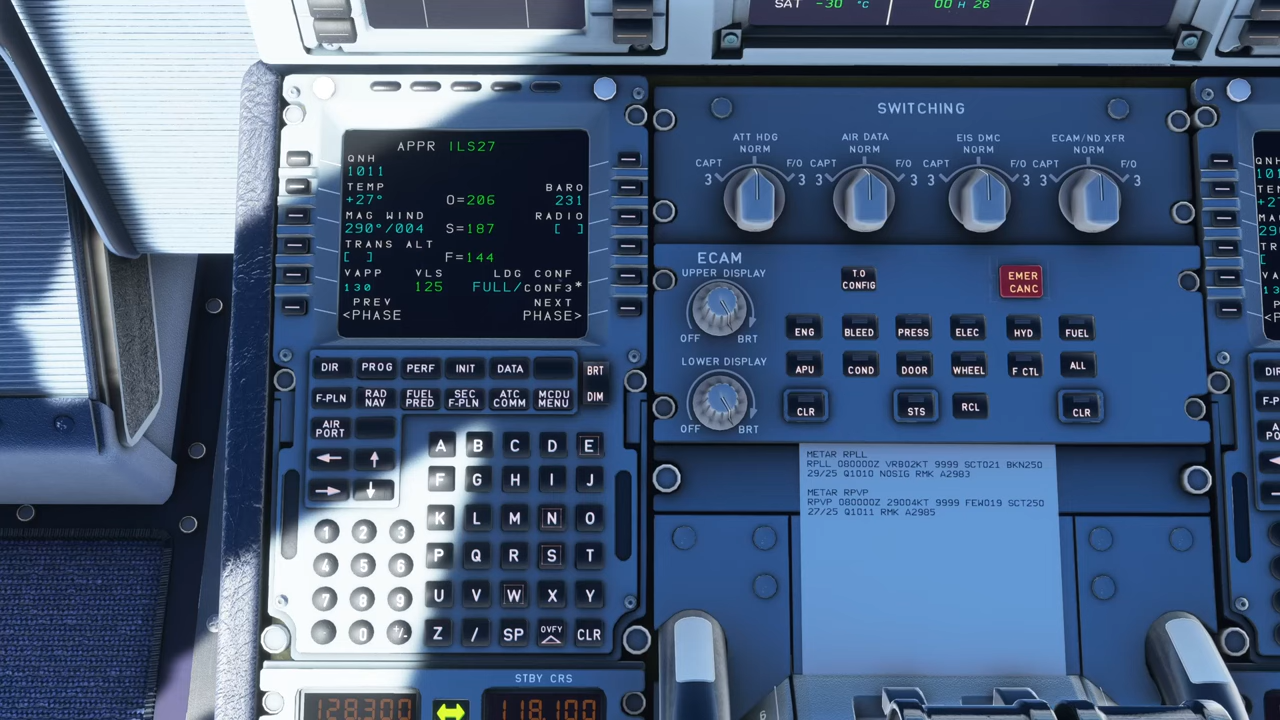 SAT -30 °C 00 H 26
APPR ILS27
QNH
1011
TEMP BARO
+27° O=206 231
MAG WIND RADIO
290°/004 S=187 [ ]
TRANS ALT
[ ] F=144
VAPP VLS LDG CONF
130 125 FULL/CONF3*
PREV NEXT
<PHASE PHASE>
DIR PROG PERF INIT DATA
BRT
DIM
F-PLN RAD NAV FUEL PRED SEC F-PLN ATC COMM MCDU MENU
AIR PORT
← ↑
→ ↓
A B C D E
F G H I J
K L M N O
P Q R S T
U V W X Y
Z / SP OVFY CLR
1 2 3
4 5 6
7 8 9
0 +/-
STBY CRS
128.300 118.100
SWITCHING
ATT HDG AIR DATA EIS DMC ECAM/ND XFR
NORM NORM NORM NORM
CAPT F/O CAPT F/O CAPT F/O CAPT F/O
3 3 3 3 3 3 3 3
ECAM
UPPER DISPLAY
OFF BRT
LOWER DISPLAY
OFF BRT
T.O CONFIG
EMER CANC
ENG BLEED PRESS ELEC HYD FUEL
APU COND DOOR WHEEL F CTL ALL
CLR STS RCL CLR
METAR RPLL
RPLL 080000Z VRB02KT 9999 SCT021 BKN250
29/25 Q1010 NOSIG RMK A2983
METAR RPVP
RPVP 080000Z 29004KT 9999 FEW019 SCT250
27/25 Q1011 RMK A2985
6